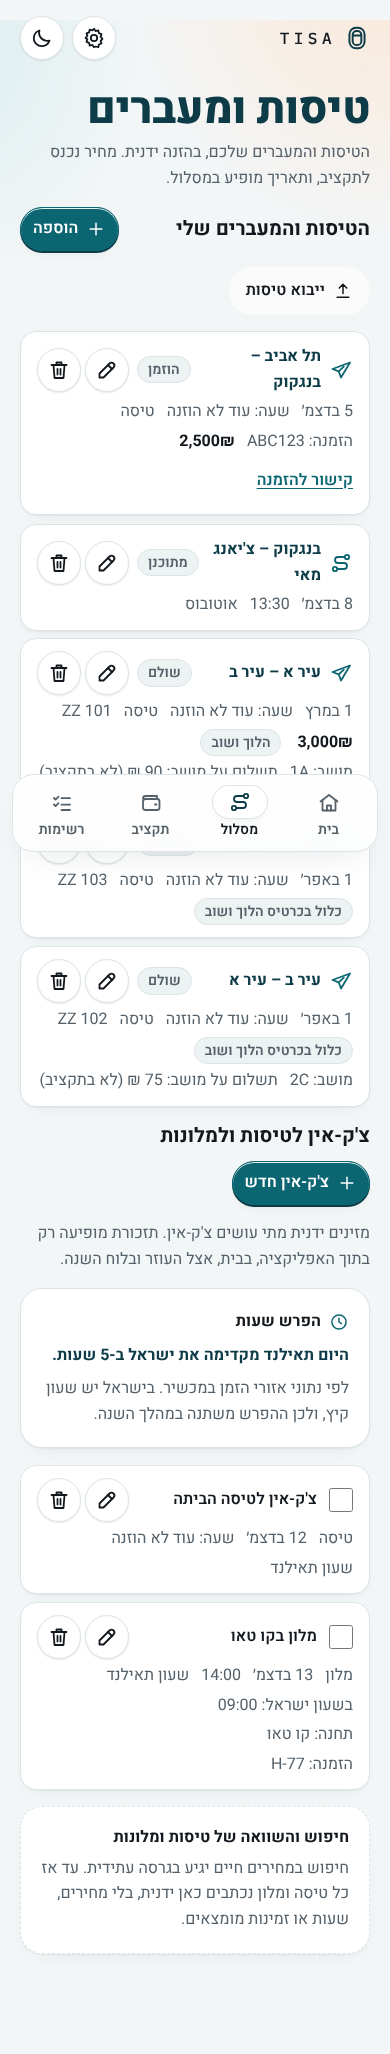 TISA
טיסות ומעברים
הטיסות והמעברים שלכם, בהזנה ידנית. מחיר נכנס
לתקציב, ותאריך מופיע במסלול.
הטיסות והמעברים שלי
הוספה
ייבוא טיסות
תל אביב –
בנגקוק
הוזמן
5 בדצמ׳ שעה: עוד לא הוזנה טיסה
הזמנה: ABC123 ₪2,500
קישור להזמנה
בנגקוק – צ'יאנג
מאי
מתוכנן
8 בדצמ׳ 13:30 אוטובוס
עיר א – עיר ב
שולם
1 במרץ שעה: עוד לא הוזנה טיסה ZZ 101
₪3,000 הלוך ושוב
מושב: 1A תשלום על מושב: 90 ₪ (לא בתקציב)
בית
מסלול
תקציב
רשימות
1 באפר׳ שעה: עוד לא הוזנה טיסה ZZ 103
כלול בכרטיס הלוך ושוב
עיר ב – עיר א
שולם
1 באפר׳ שעה: עוד לא הוזנה טיסה ZZ 102
כלול בכרטיס הלוך ושוב
מושב: 2C תשלום על מושב: 75 ₪ (לא בתקציב)
צ'ק-אין לטיסות ולמלונות
צ'ק-אין חדש
מזינים ידנית מתי עושים צ'ק-אין. תזכורת מופיעה רק
בתוך האפליקציה, בבית, אצל העוזר ובלוח השנה.
הפרש שעות
היום תאילנד מקדימה את ישראל ב-5 שעות.
לפי נתוני אזורי הזמן במכשיר. בישראל יש שעון
קיץ, ולכן ההפרש משתנה במהלך השנה.
צ'ק-אין לטיסה הביתה
טיסה 12 בדצמ׳ שעה: עוד לא הוזנה
שעון תאילנד
מלון בקו טאו
מלון 13 בדצמ׳ 14:00 שעון תאילנד
בשעון ישראל: 09:00
תחנה: קו טאו
הזמנה: H-77
חיפוש והשוואה של טיסות ומלונות
חיפוש במחירים חיים יגיע בגרסה עתידית. עד אז
כל טיסה ומלון נכתבים כאן ידנית, בלי מחירים,
שעות או זמינות מומצאים.